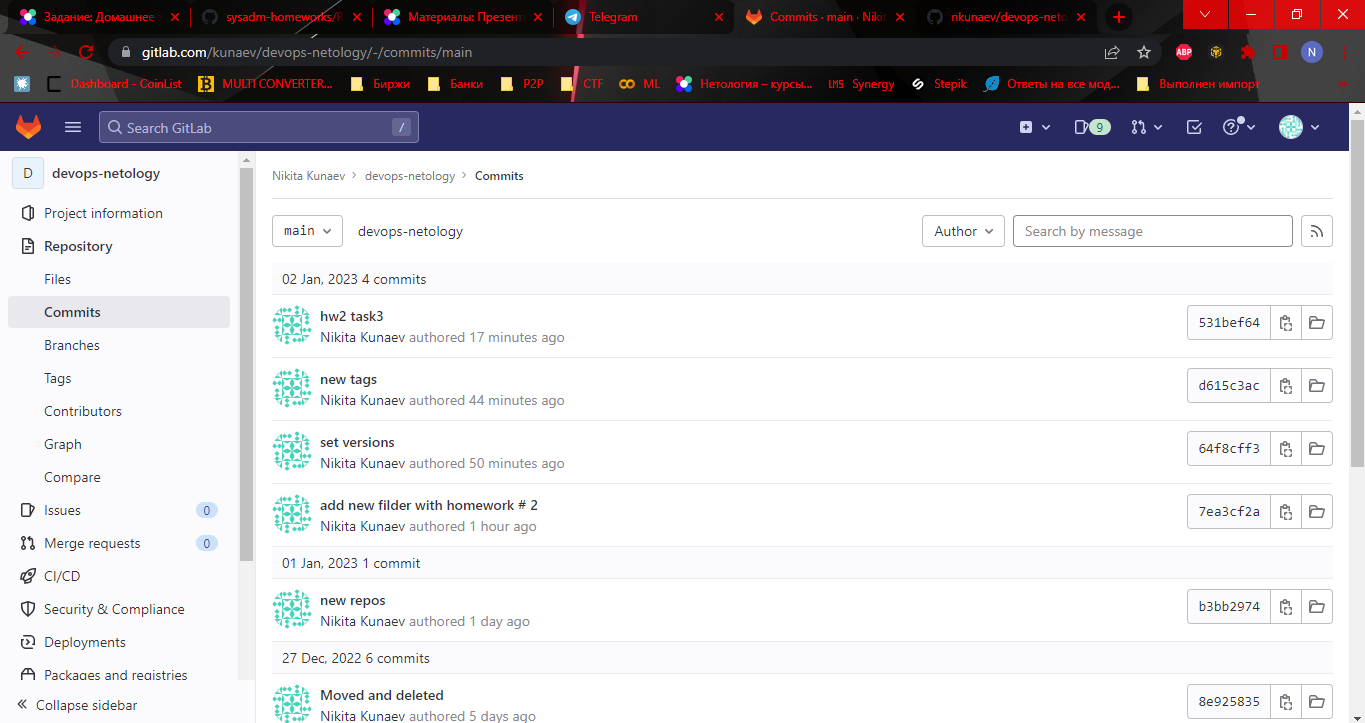 Задание: Домашнее з
sysadm-homeworks/R
Материалы: Презент
Telegram
Commits · main · Niki
nkunaev/devops-neto
gitlab.com/kunaev/devops-netology/-/commits/main
ABP
N
Dashboard - CoinList
MULTI CONVERTER...
Биржи
Банки
P2P
CTF
ML
Нетология – курсы...
LMS Synergy
Stepik
Ответы на все мод...
Выполнен импорт
Search GitLab
/
9
D devops-netology
Project information
Repository
Files
Commits
Branches
Tags
Contributors
Graph
Compare
Issues 0
Merge requests 0
CI/CD
Security & Compliance
Deployments
Packages and registries
Collapse sidebar
Nikita Kunaev > devops-netology > Commits
main devops-netology Author Search by message
02 Jan, 2023 4 commits
hw2 task3
Nikita Kunaev authored 17 minutes ago
531bef64
new tags
Nikita Kunaev authored 44 minutes ago
d615c3ac
set versions
Nikita Kunaev authored 50 minutes ago
64f8cff3
add new filder with homework # 2
Nikita Kunaev authored 1 hour ago
7ea3cf2a
01 Jan, 2023 1 commit
new repos
Nikita Kunaev authored 1 day ago
b3bb2974
27 Dec, 2022 6 commits
Moved and deleted
Nikita Kunaev authored 5 days ago
8e925835